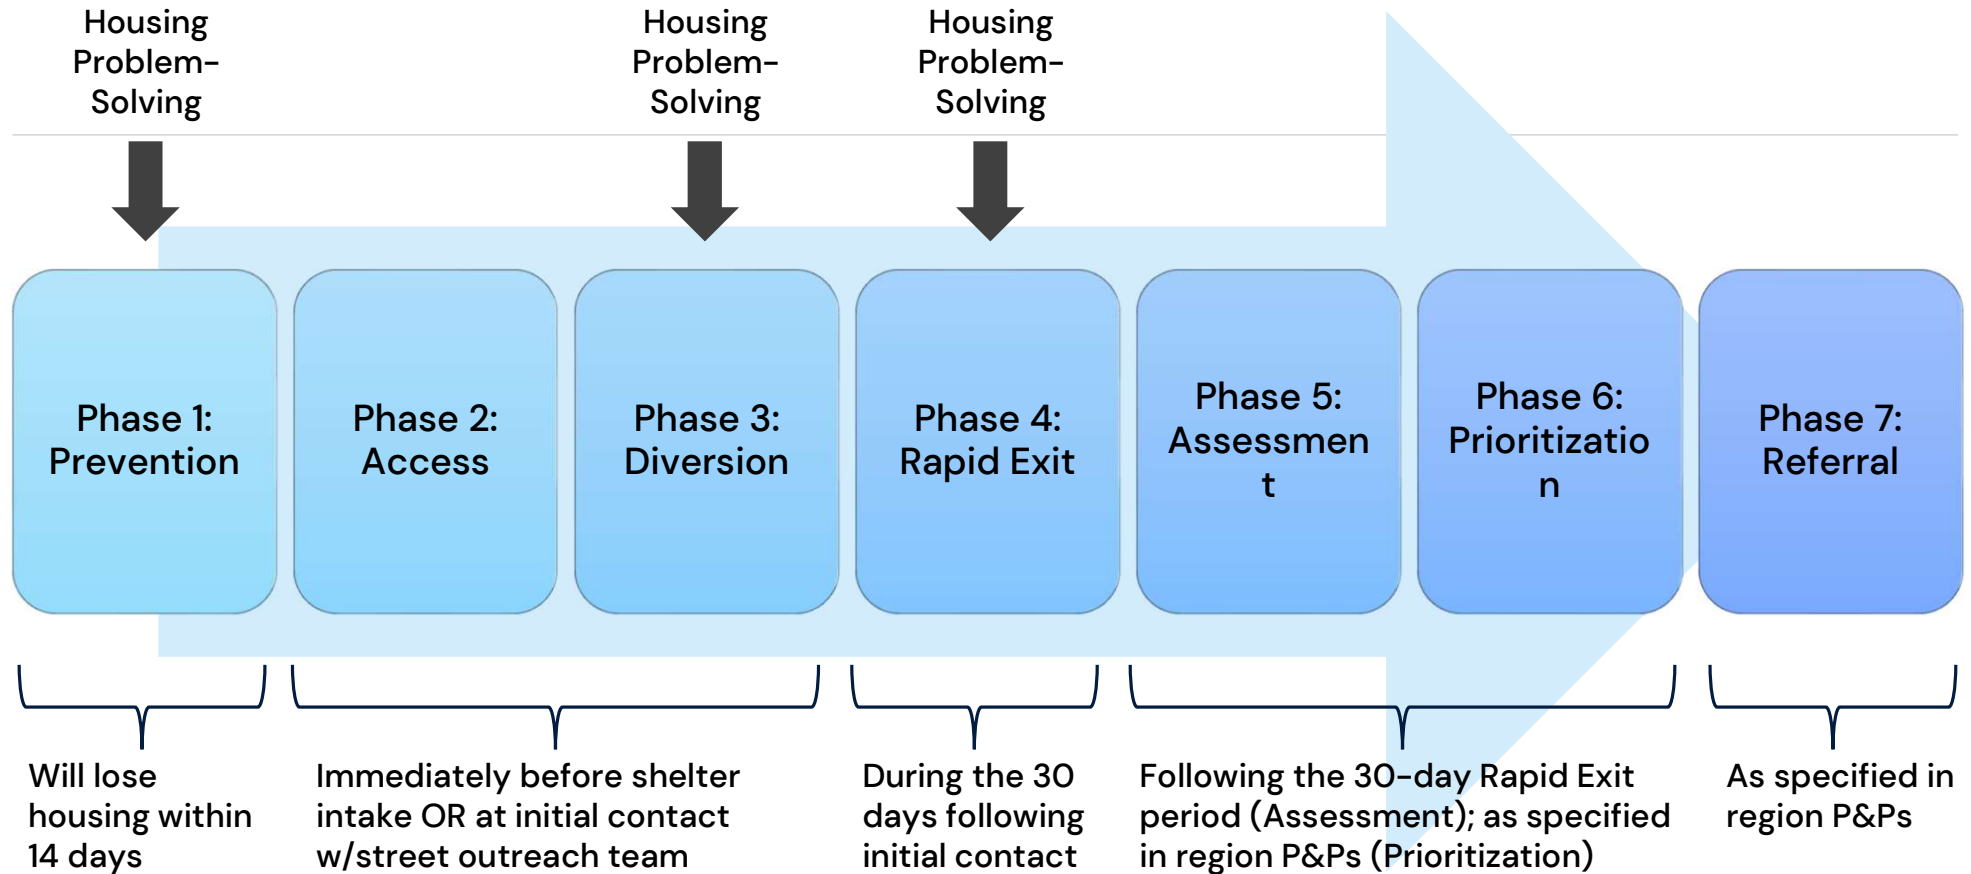 Housing
Problem-
Solving
Housing
Problem-
Solving
Housing
Problem-
Solving
Phase 1:
Prevention
Phase 2:
Access
Phase 3:
Diversion
Phase 4:
Rapid Exit
Phase 5:
Assessmen
t
Phase 6:
Prioritizatio
n
Phase 7:
Referral
Will lose
housing within
14 days
Immediately before shelter
intake OR at initial contact
w/street outreach team
During the 30
days following
initial contact
Following the 30-day Rapid Exit
period (Assessment); as specified
in region P&Ps (Prioritization)
As specified in
region P&Ps